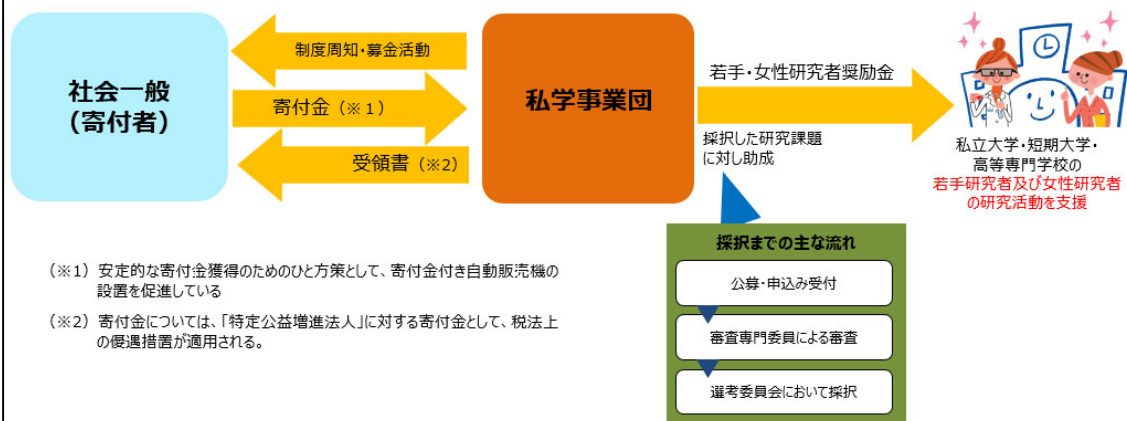 社会一般
(寄付者)
制度周知・募金活動
寄付金（※１）
受領書（※2）
私学事業団
若手・女性研究者奨励金
採択した研究課題
に対し助成
私立大学・短期大学・
高等専門学校の
若手研究者及び女性研究者
の研究活動を支援
採択までの主な流れ
公募・申込み受付
審査専門委員による審査
選考委員会において採択
（※1）安定的な寄付金獲得のためのひと方策として、寄付金付き自動販売機の
設置を促進している
（※2）寄付金については、「特定公益増進法人」に対する寄付金として、税法上
の優遇措置が適用される。